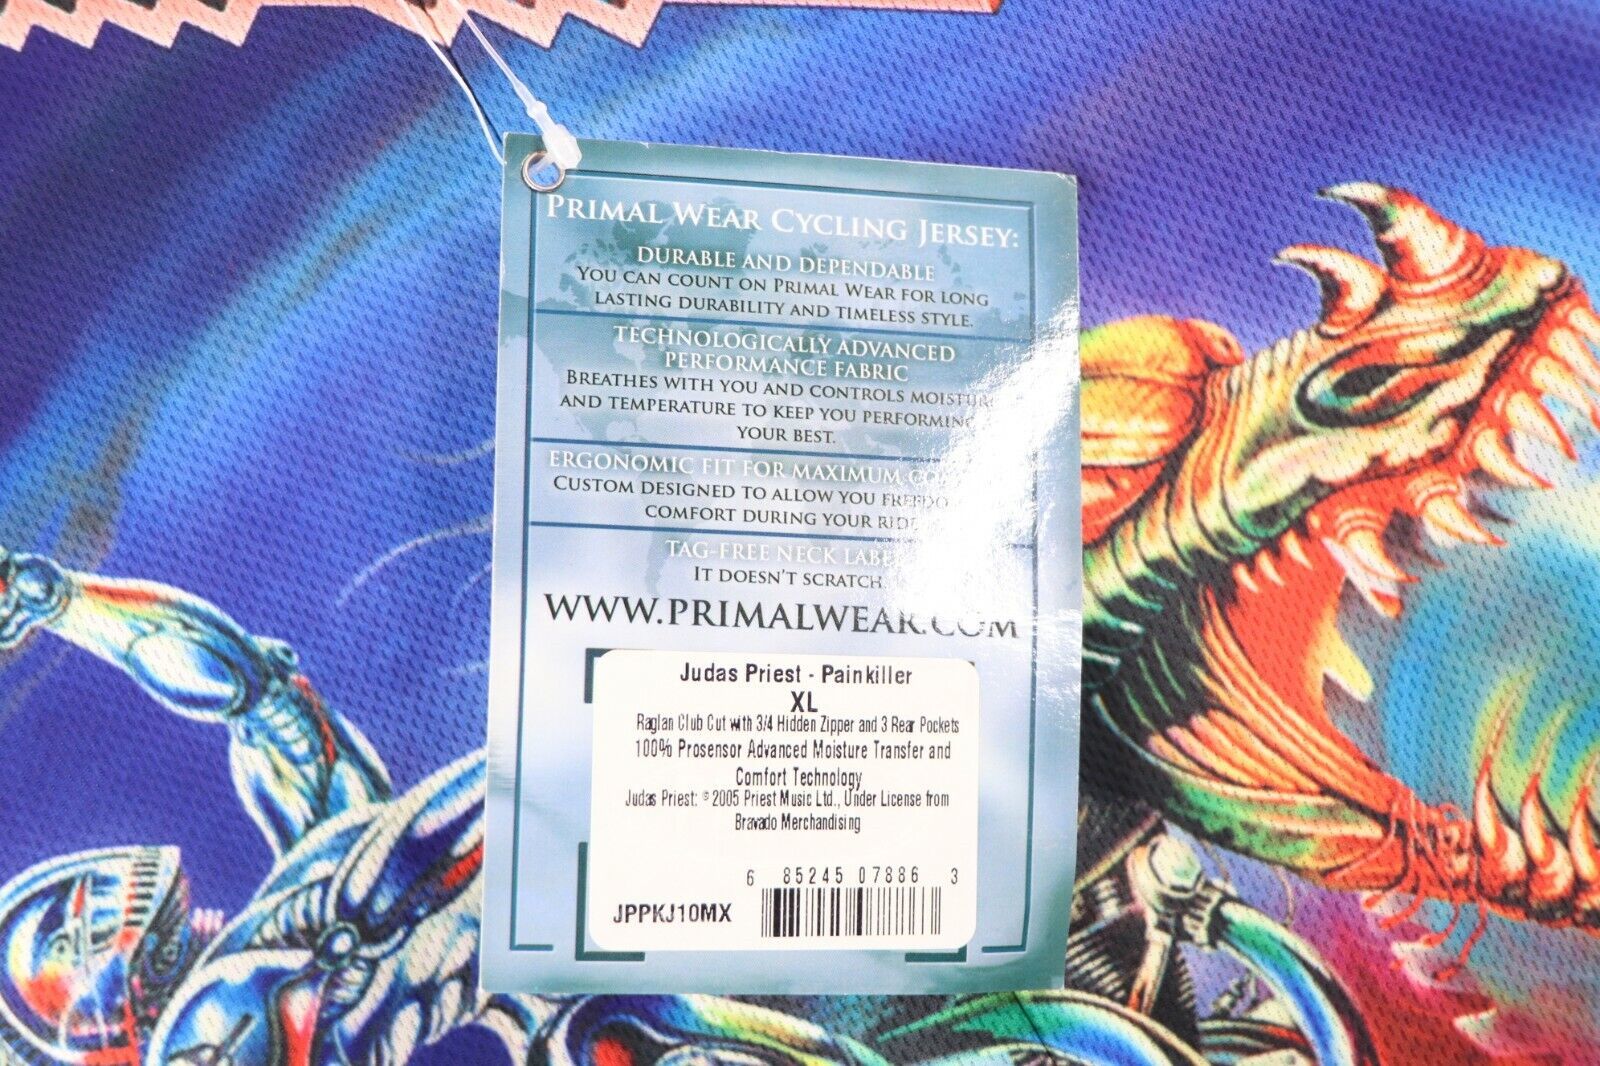 PRIMAL WEAR CYCLING JERSEY:
DURABLE AND DEPENDABLE
YOU CAN COUNT ON PRIMAL WEAR FOR LONG
LASTING DURABILITY AND TIMELESS STYLE.
TECHNOLOGICALLY ADVANCED
PERFORMANCE FABRIC
BREATHES WITH YOU AND CONTROLS MOISTURE
AND TEMPERATURE TO KEEP YOU PERFORMING
YOUR BEST.
ERGONOMIC FIT FOR MAXIMUM
CUSTOM DESIGNED TO ALLOW YOU
COMFORT DURING YOUR RIDE
TAG-FREE NECK LABEL
IT DOESN'T SCRATCH.
WWW.PRIMALWEAR.COM
Judas Priest - Painkiller
XL
Raglan Club Cut with 3/4 Hidden Zipper and 3 Rear Pockets
100% Prosensor Advanced Moisture Transfer and
Comfort Technology
Judas Priest: © 2005 Priest Music Ltd., Under License from
Bravado Merchandising
6 85245 07886 3
JPPKJ10MX